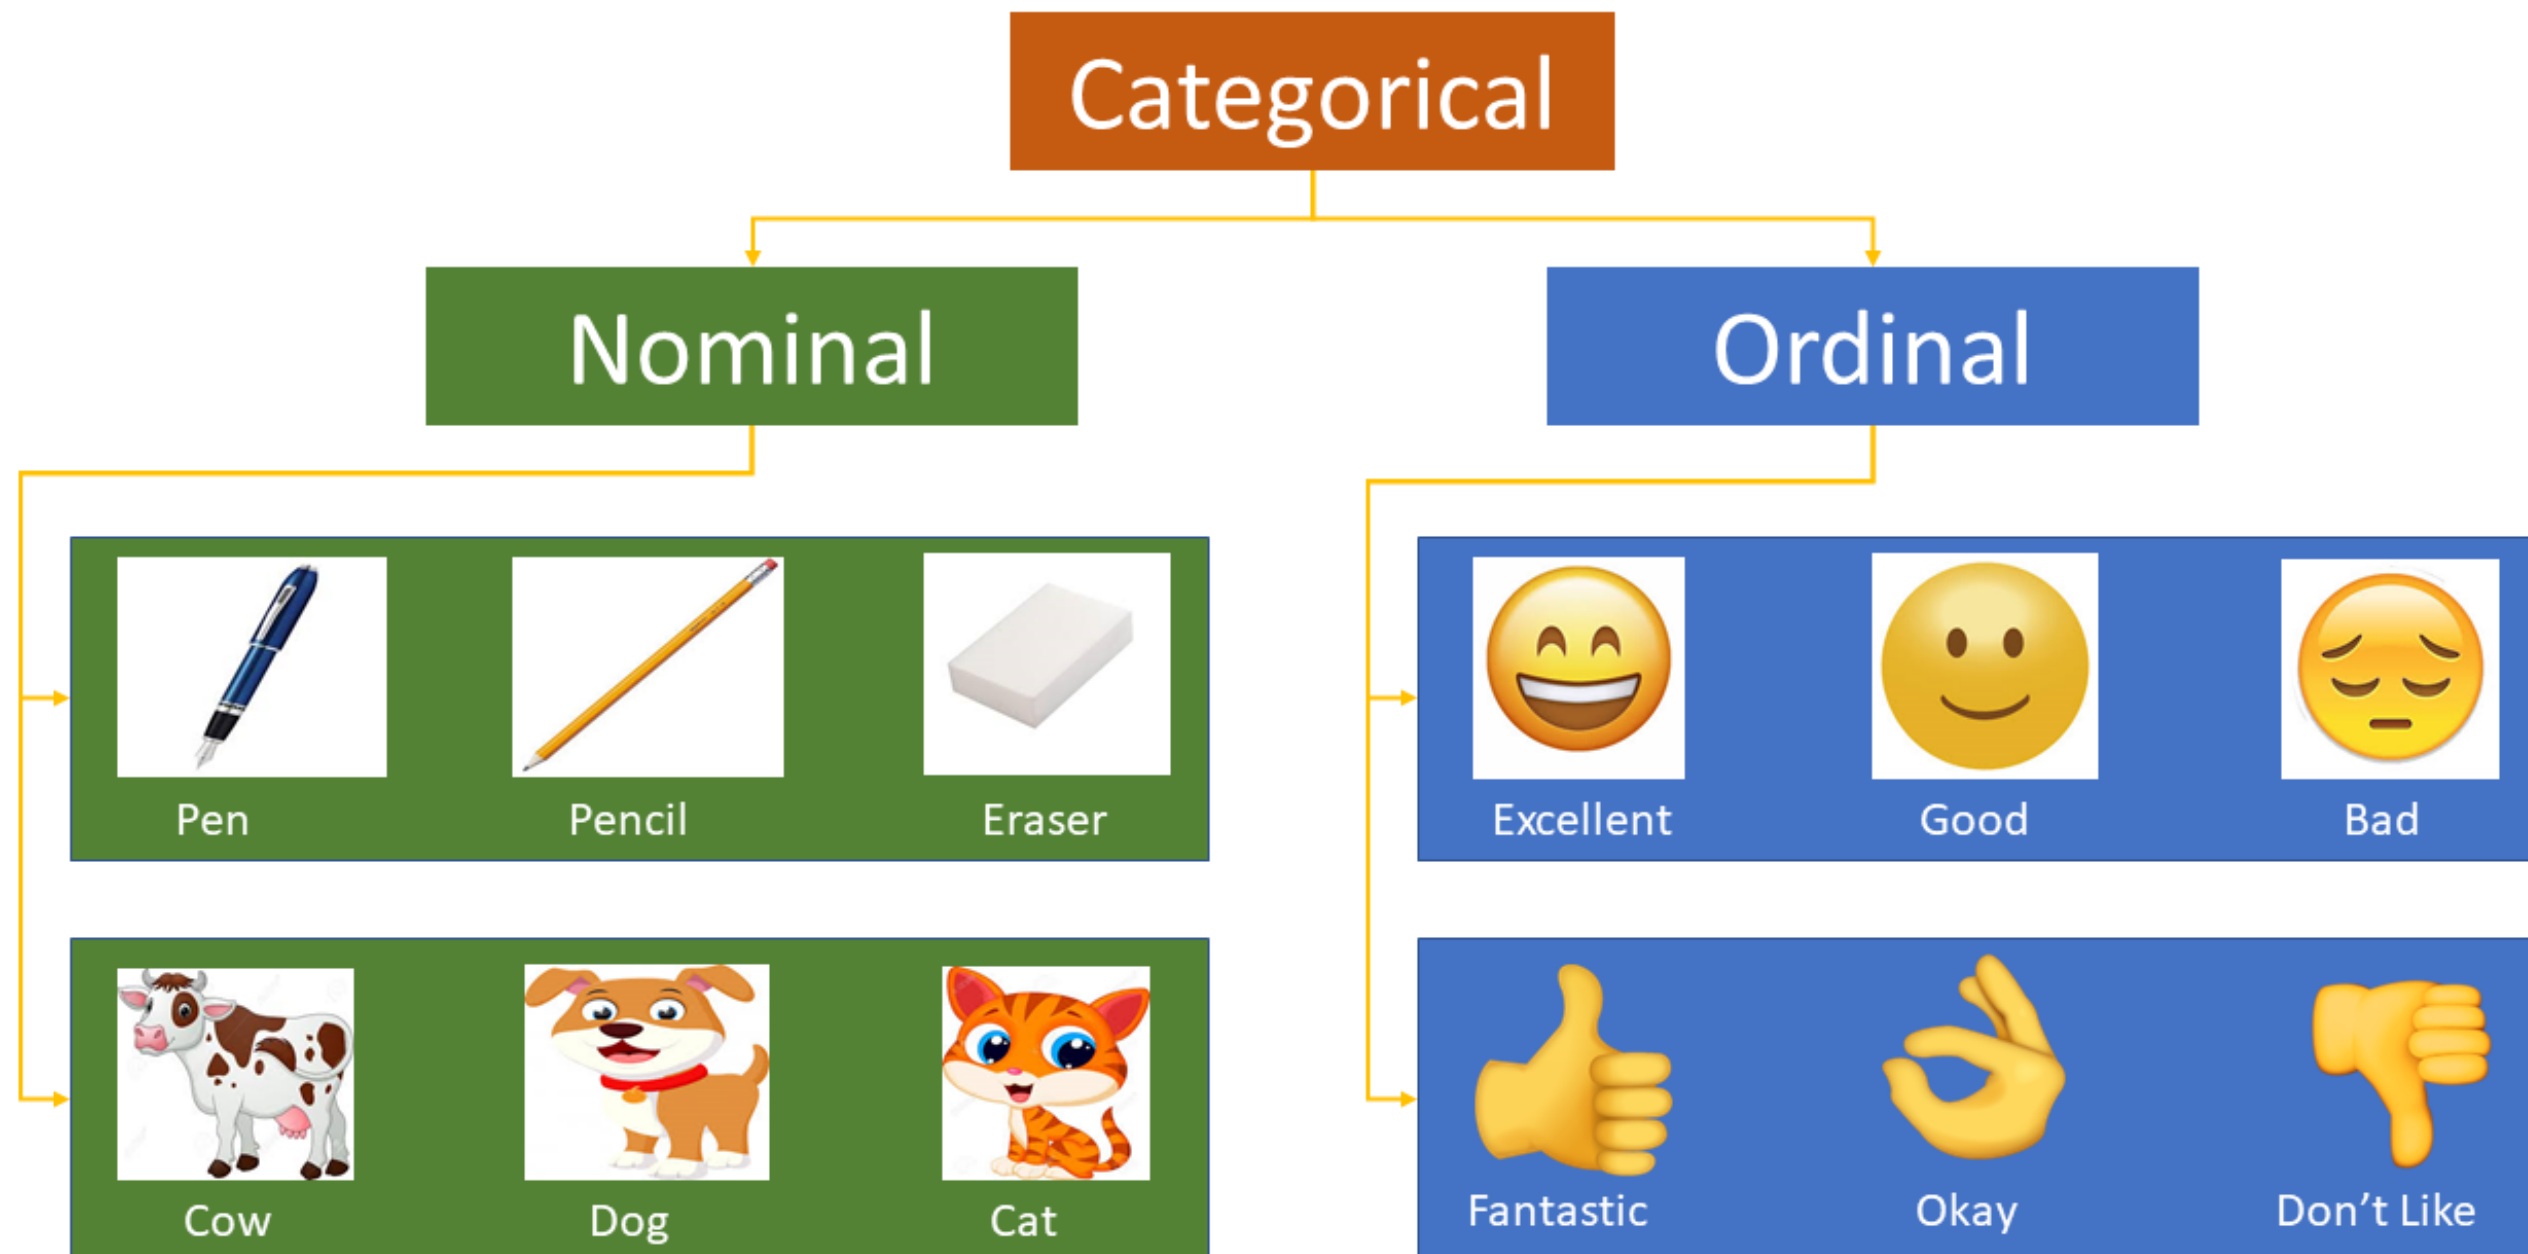 Categorical
Nominal
Ordinal
Pen Pencil Eraser
Excellent Good Bad
Cow Dog Cat
Fantastic Okay Don’t Like